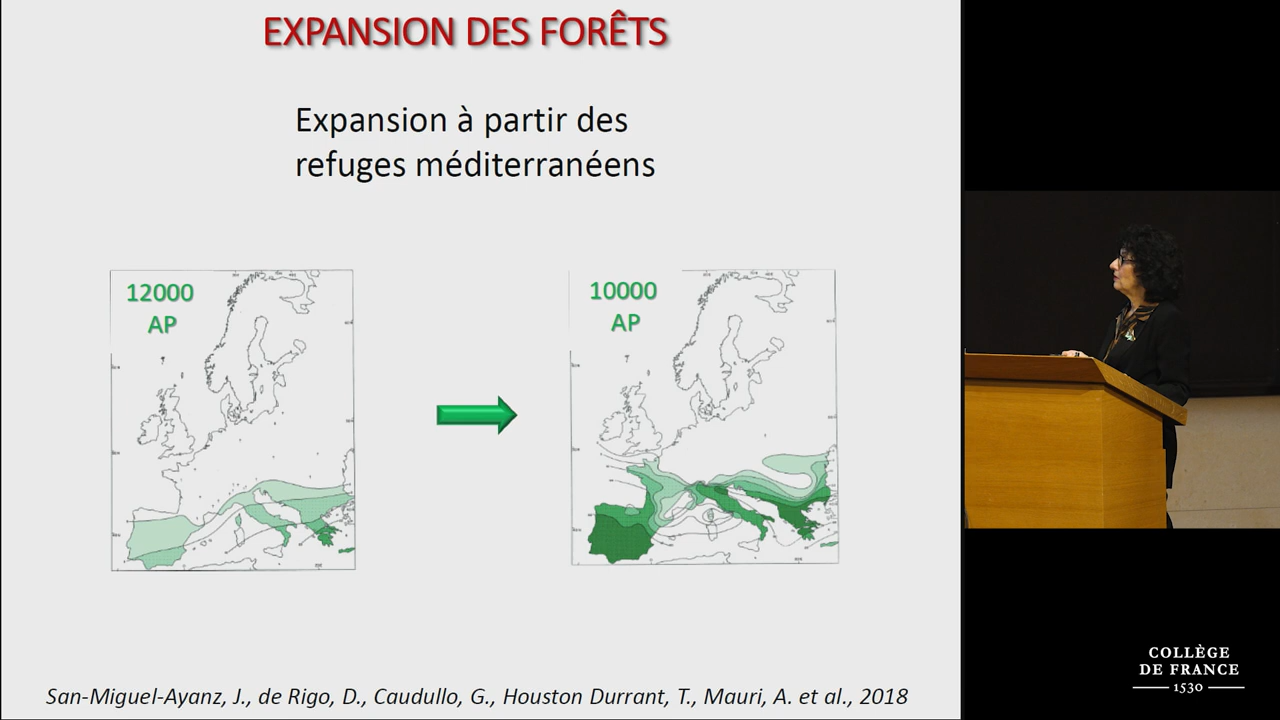 EXPANSION DES FORÊTS
Expansion à partir des
refuges méditerranéens
12000
AP
10000
AP
San-Miguel-Ayanz, J., de Rigo, D., Caudullo, G., Houston Durrant, T., Mauri, A. et al., 2018
COLLÈGE
DE FRANCE
1530